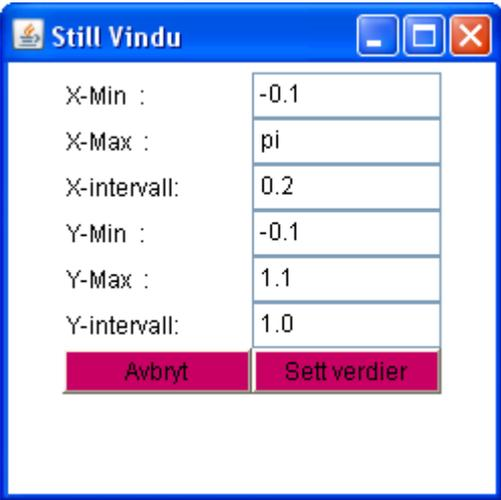 Still Vindu
X-Min : -0.1
X-Max : pi
X-intervall: 0.2
Y-Min : -0.1
Y-Max : 1.1
Y-intervall: 1.0
Avbryt Sett verdier